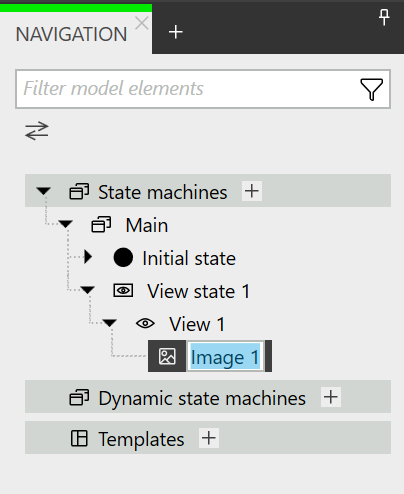 NAVIGATION
Filter model elements
State machines
Main
Initial state
View state 1
View 1
Image 1
Dynamic state machines
Templates